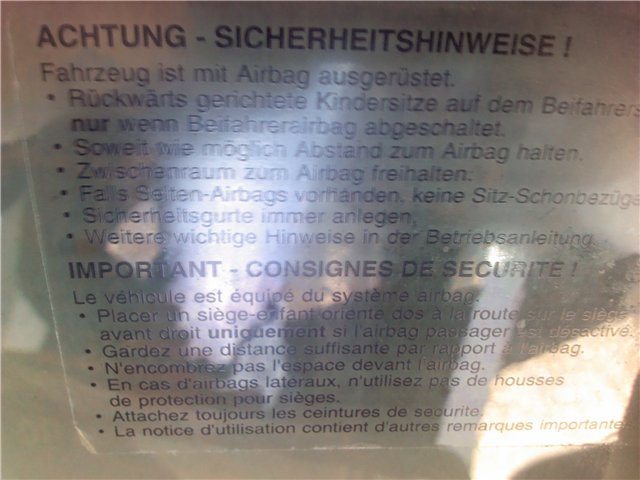 ACHTUNG - SICHERHEITSHINWEISE !
Fahrzeug ist mit Airbag ausgerüstet.
• Rückwärts gerichtete Kindersitze auf dem Beifahrers
nur wenn Beifahrerairbag abgeschaltet.
• Soweit wie möglich Abstand zum Airbag halten.
• Zwischenraum zum Airbag freihalten.
• Falls Seiten-Airbags vorhanden, keine Sitz-Schonbezüge
• Sicherheitsgurte immer anlegen.
• Weitere wichtige Hinweise in der Betriebsanleitung.
IMPORTANT - CONSIGNES DE SECURITE !
Le véhicule est équipé du système airbag.
• Placer un siège-enfant orienté dos à la route sur le siège
avant droit uniquement si l'airbag passager est désactivé.
• Gardez une distance suffisante par rapport à l'airbag.
• N'encombrez pas l'espace devant l'airbag.
• En cas d'airbags latéraux, n'utilisez pas de housses
de protection pour sièges.
• Attachez toujours les ceintures de securite.
• La notice d'utilisation contient d'autres remarques importantes